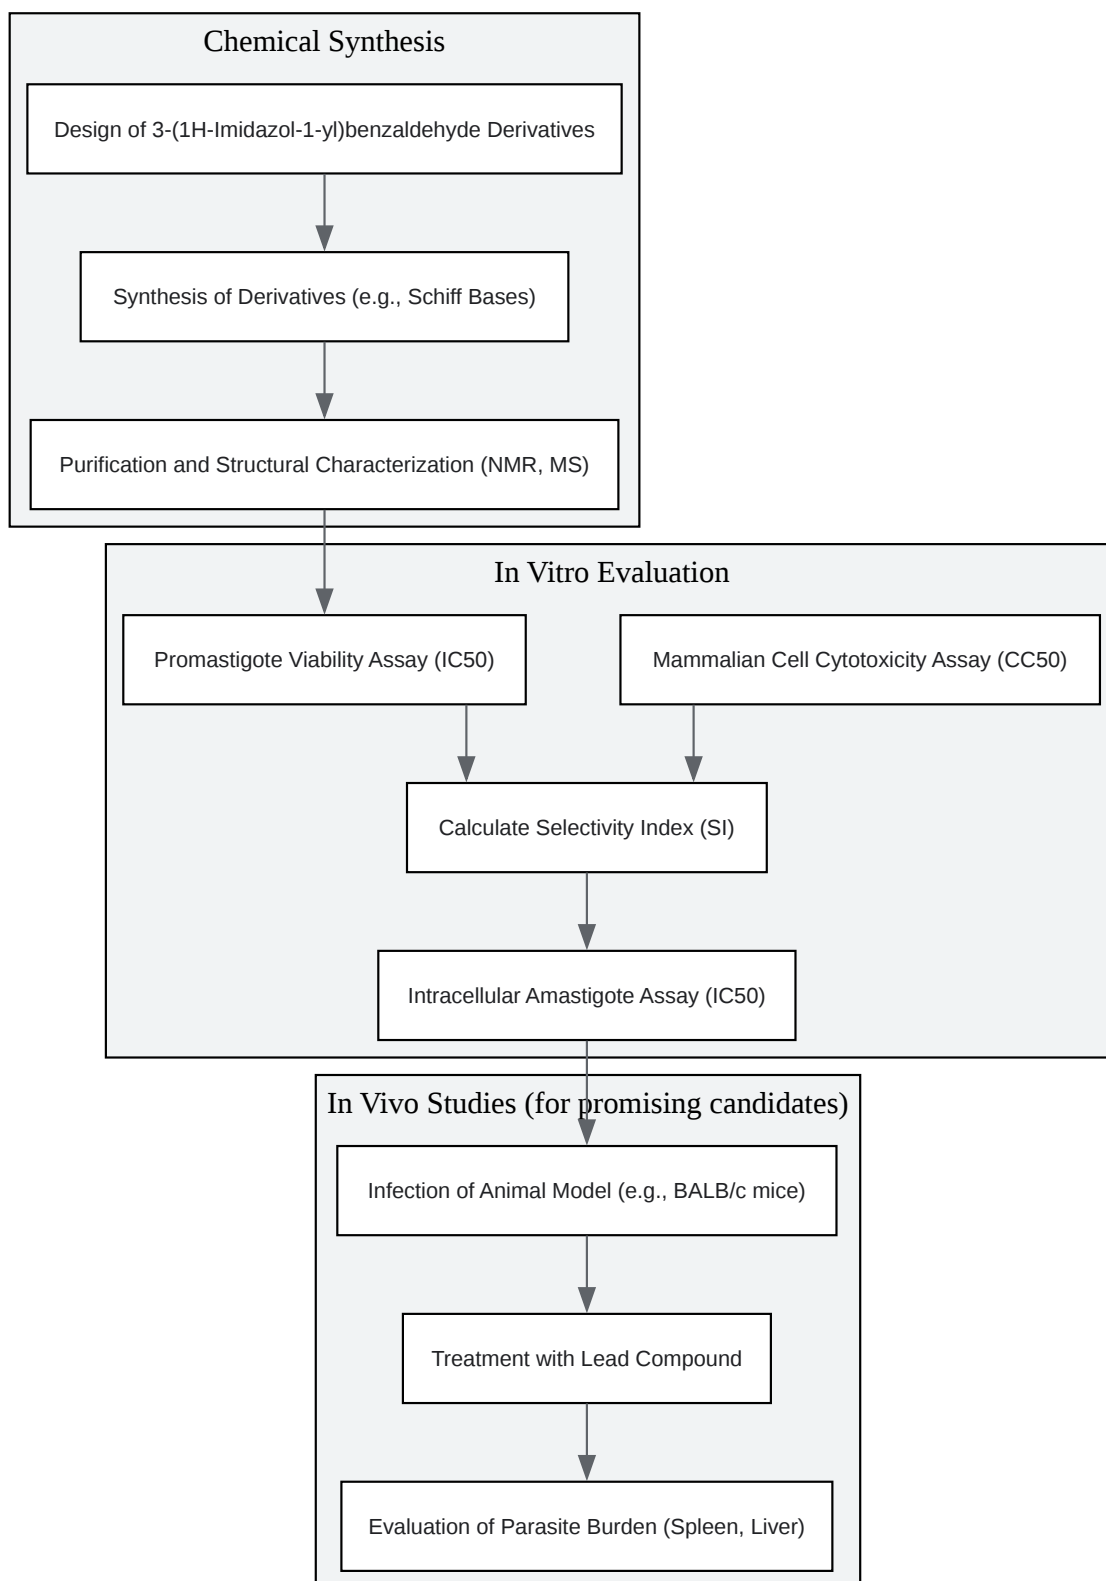 Chemical Synthesis
Design of 3-(1H-Imidazol-1-yl)benzaldehyde Derivatives
Synthesis of Derivatives (e.g., Schiff Bases)
Purification and Structural Characterization (NMR, MS)
In Vitro Evaluation
Promastigote Viability Assay (IC50)
Mammalian Cell Cytotoxicity Assay (CC50)
Calculate Selectivity Index (SI)
Intracellular Amastigote Assay (IC50)
In Vivo Studies (for promising candidates)
Infection of Animal Model (e.g., BALB/c mice)
Treatment with Lead Compound
Evaluation of Parasite Burden (Spleen, Liver)